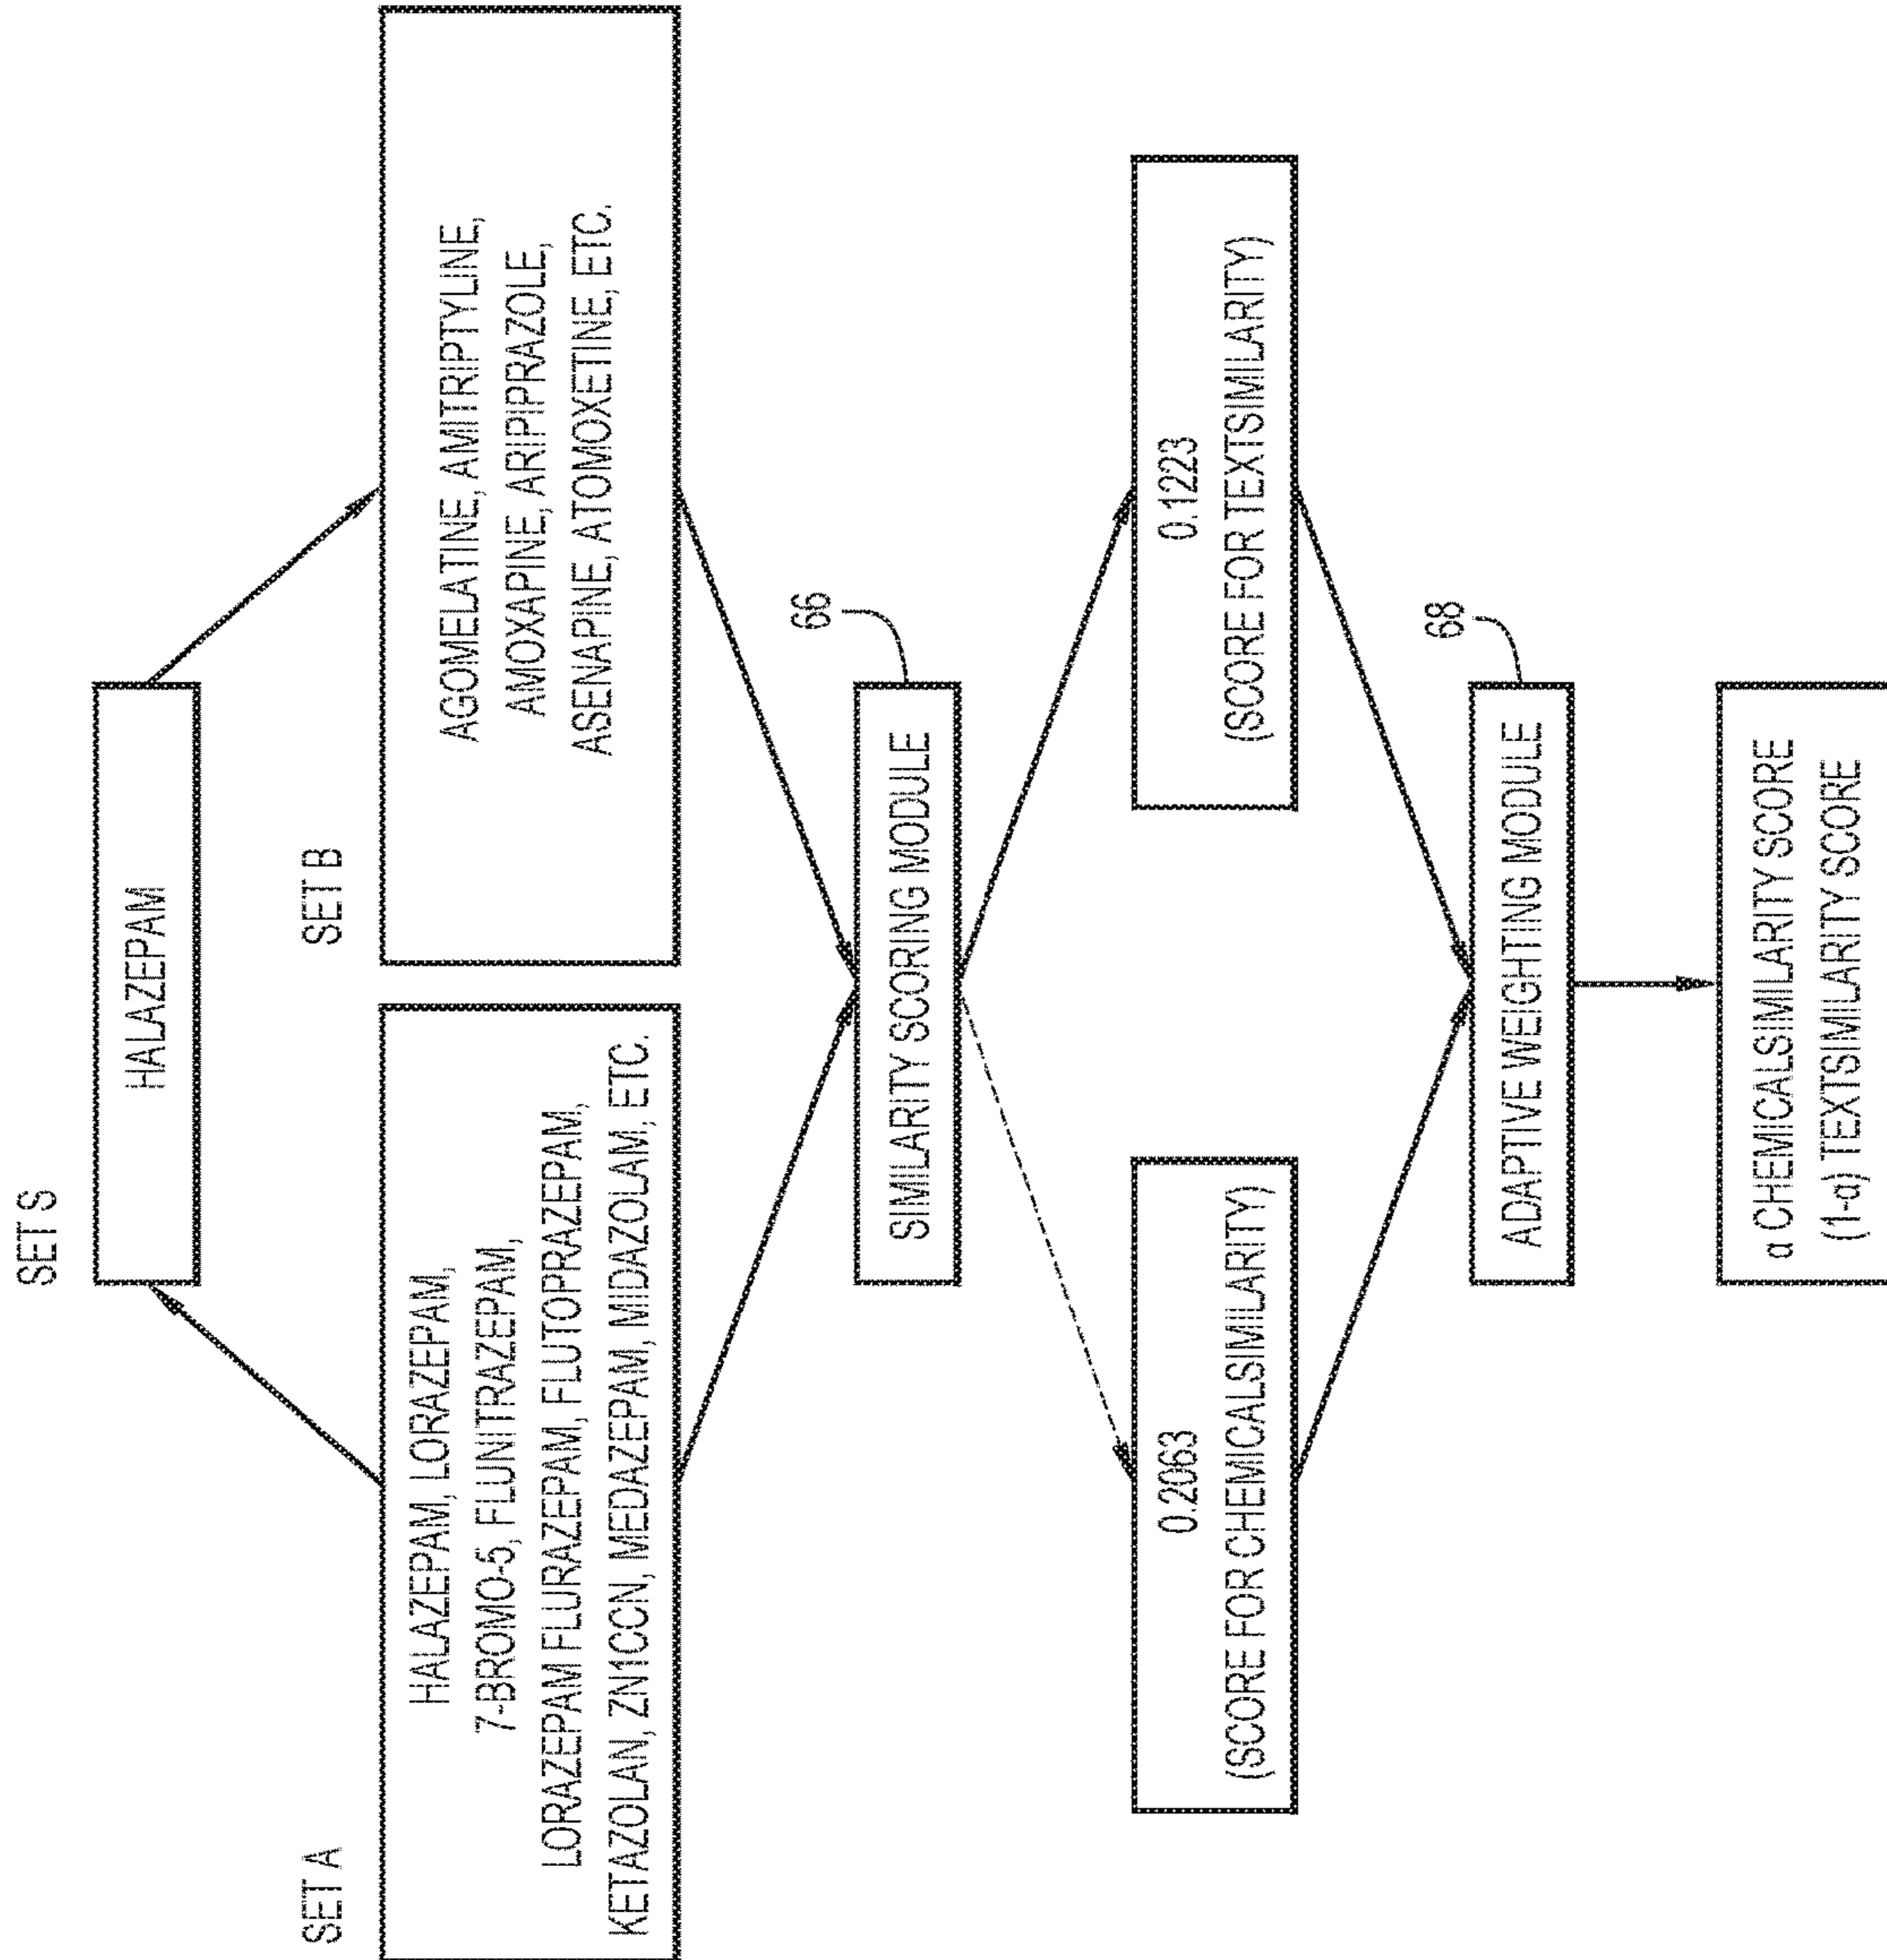 SET S
HALAZEPAM
SET A
SET B
HALAZEPAM, LORAZEPAM,
7-BROMO-5, FLUNITRAZEPAM,
LORAZEPAM FLURAZEPAM, FLUTOPRAZEPAM,
KETAZOLAN, ZN1CCN, MEDAZEPAM, MIDAZOLAM, ETC.
AGOMELATINE, AMITRIPTYLINE,
AMOXAPINE, ARIPIPRAZOLE,
ASENAPINE, ATOMOXETINE, ETC.
66
SIMILARITY SCORING MODULE
0.2063
(SCORE FOR CHEMICALSIMILARITY)
0.1223
(SCORE FOR TEXTSIMILARITY)
68
ADAPTIVE WEIGHTING MODULE
α CHEMICALSIMILARITY SCORE
(1-α) TEXTSIMILARITY SCORE